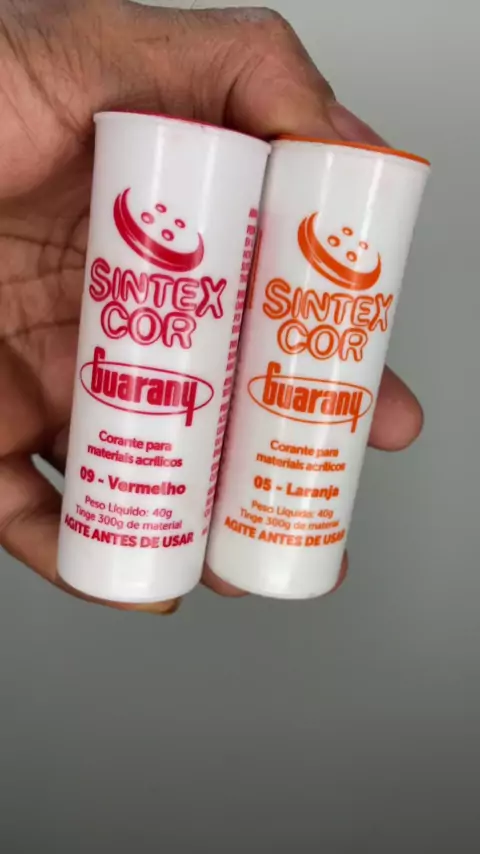 SINTEX
COR
Guarany
Corante para
materiais acrílicos
09 - Vermelho
Peso Líquido: 40g
Tinge 300g de material
AGITE ANTES DE USAR
SINTEX
COR
Guarany
Corante para
materiais acrílicos
05 - Laranja
Peso Líquido: 40g
Tinge 300g de material
AGITE ANTES DE USAR